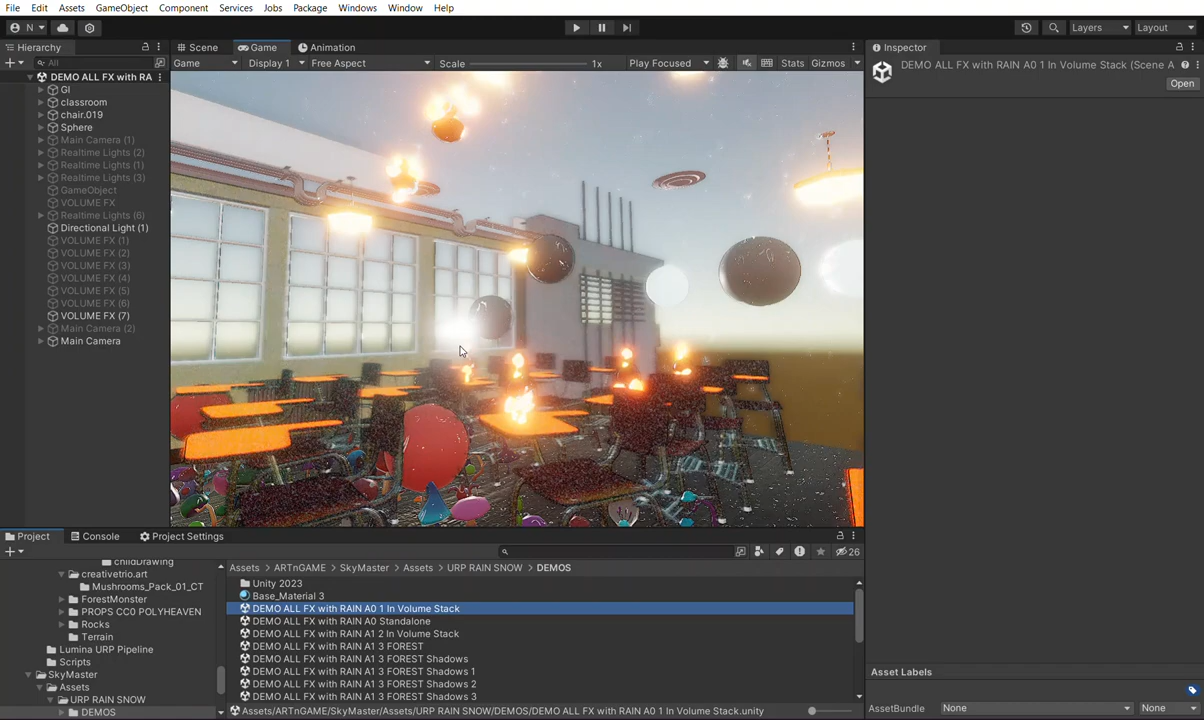 File Edit Assets GameObject Component Services Jobs Package Windows Window Help
N Layers Layout
Hierarchy Scene Game Animation Inspector
All Game Display 1 Free Aspect Scale 1x Play Focused Stats Gizmos
DEMO ALL FX with RAIN A0 1 In Volume Stack (Scene A
Open
DEMO ALL FX with RA
GI
classroom
chair.019
Sphere
Main Camera (1)
Realtime Lights (2)
Realtime Lights (1)
Realtime Lights (3)
GameObject
VOLUME FX
Realtime Lights (6)
Directional Light (1)
VOLUME FX (1)
VOLUME FX (2)
VOLUME FX (3)
VOLUME FX (4)
VOLUME FX (5)
VOLUME FX (6)
VOLUME FX (7)
Main Camera (2)
Main Camera
Project Console Project Settings
26
childDrawing
creativetrio.art
Mushrooms_Pack_01_CT
ForestMonster
PROPS CC0 POLYHEAVEN
Rocks
Terrain
Lumina URP Pipeline
Scripts
SkyMaster
Assets
URP RAIN SNOW
DEMOS
Assets > ARTnGAME > SkyMaster > Assets > URP RAIN SNOW > DEMOS
Unity 2023
Base_Material 3
DEMO ALL FX with RAIN A0 1 In Volume Stack
DEMO ALL FX with RAIN A0 Standalone
DEMO ALL FX with RAIN A1 2 In Volume Stack
DEMO ALL FX with RAIN A1 3 FOREST
DEMO ALL FX with RAIN A1 3 FOREST Shadows
DEMO ALL FX with RAIN A1 3 FOREST Shadows 1
DEMO ALL FX with RAIN A1 3 FOREST Shadows 2
DEMO ALL FX with RAIN A1 3 FOREST Shadows 3
Assets/ARTnGAME/SkyMaster/Assets/URP RAIN SNOW/DEMOS/DEMO ALL FX with RAIN A0 1 In Volume Stack.unity
Asset Labels
AssetBundle None None